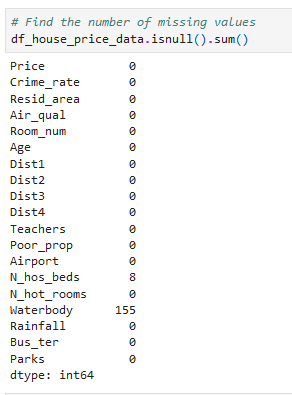 # Find the number of missing values
df_house_price_data.isnull().sum()
Price 0
Crime_rate 0
Resid_area 0
Air_qual 0
Room_num 0
Age 0
Dist1 0
Dist2 0
Dist3 0
Dist4 0
Teachers 0
Poor_prop 0
Airport 0
N_hos_beds 8
N_hot_rooms 0
Waterbody 155
Rainfall 0
Bus_ter 0
Parks 0
dtype: int64